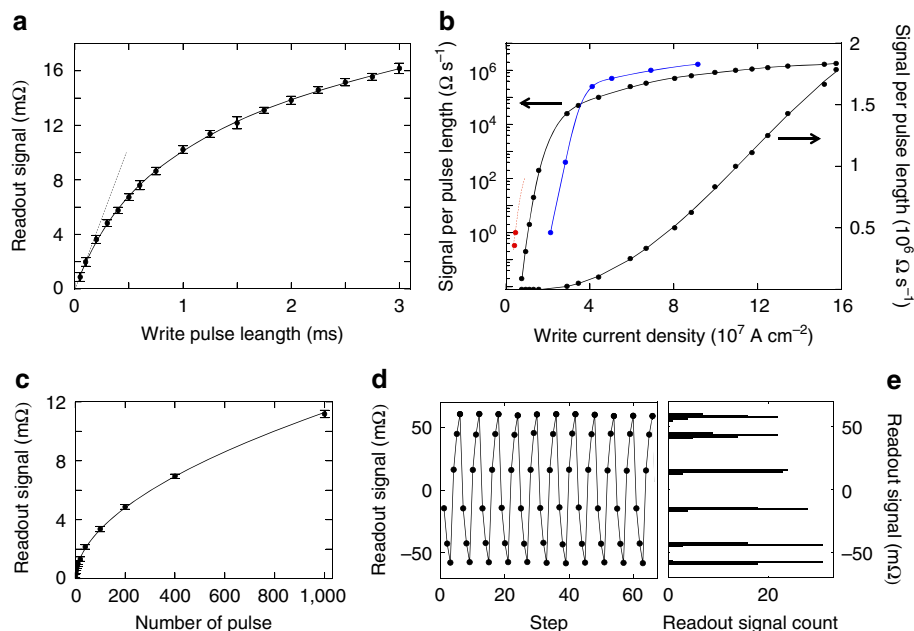 a
Readout signal (mΩ)
16
12
8
4
0
0
1
2
3
Write pulse leangth (ms)
b
Signal per pulse length (Ω s⁻¹)
10⁶
10⁴
10²
10⁰
0
4
8
12
16
Write current density (10⁷ A cm⁻²)
2
1.5
1
0.5
0
Signal per pulse length (10⁶ Ω s⁻¹)
c
Readout signal (mΩ)
12
8
4
0
0
200
400
600
800
1,000
Number of pulse
d
Readout signal (mΩ)
50
0
–50
0
20
40
60
Step
e
0
20
Readout signal count
50
0
–50
Readout signal (mΩ)